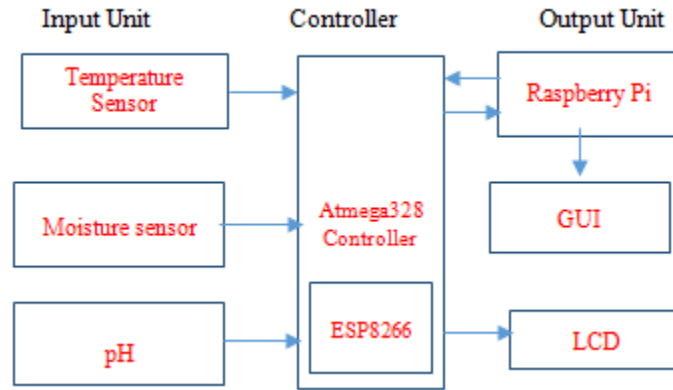 Input Unit
Controller
Output Unit
Temperature
Sensor
Raspberry Pi
Moisture sensor
Atmega328
Controller
GUI
ESP8266
pH
LCD